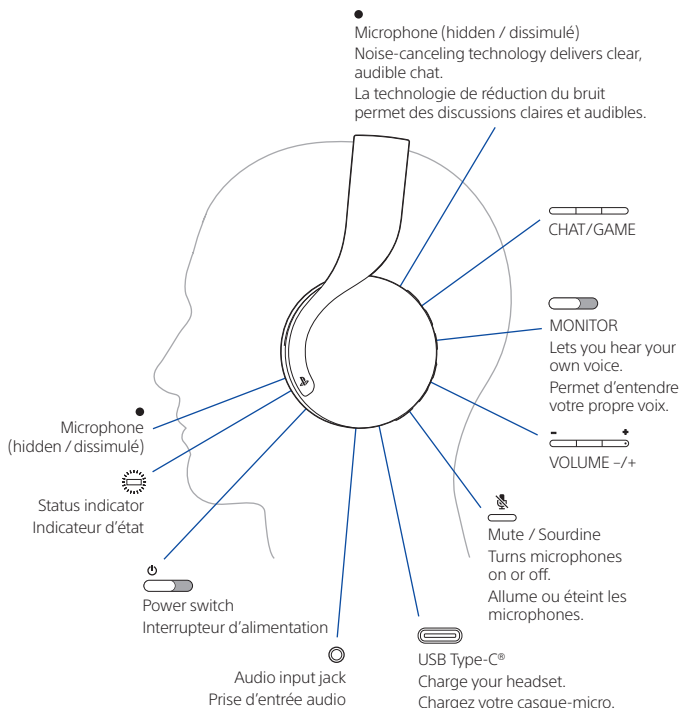 Microphone (hidden / dissimulé)
Noise-canceling technology delivers clear,
audible chat.
La technologie de réduction du bruit
permet des discussions claires et audibles.
CHAT/GAME
MONITOR
Lets you hear your
own voice.
Permet d’entendre
votre propre voix.
– +
VOLUME –/+
Mute / Sourdine
Turns microphones
on or off.
Allume ou éteint les
microphones.
USB Type-C®
Charge your headset.
Chargez votre casque-micro.
Audio input jack
Prise d’entrée audio
Power switch
Interrupteur d’alimentation
Status indicator
Indicateur d’état
Microphone
(hidden / dissimulé)